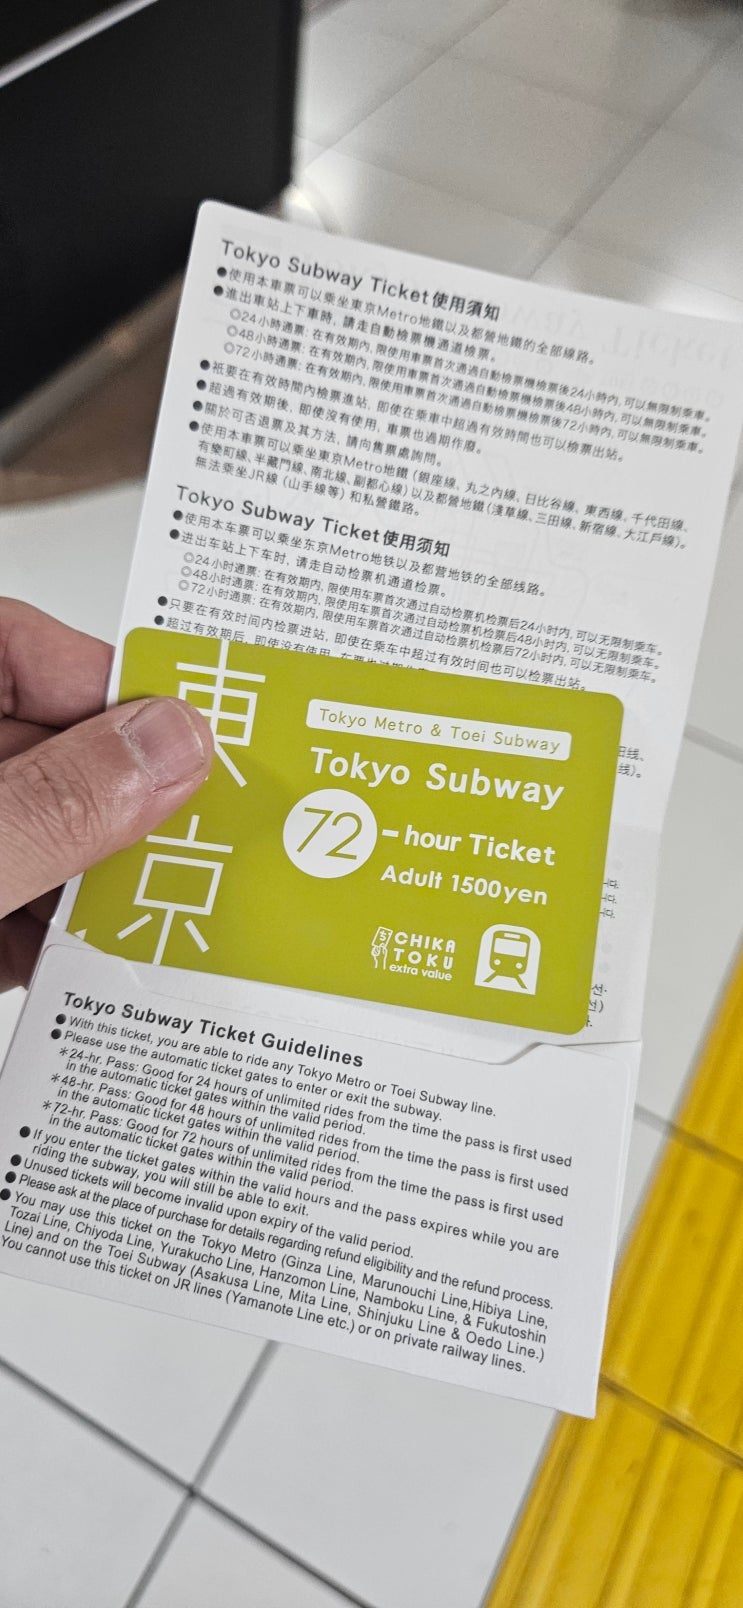 Tokyo Subway Ticket使用須知
●使用本車票可以乘坐東京Metro地鐵以及都營地鐵的全部線路。
●進出車站上下車時, 請走自動檢票機通道檢票。
◎24小時通票: 在有效期內, 限使用車票首次通過自動檢票機檢票後24小時內, 可以無限制乘車。
◎48小時通票: 在有效期內, 限使用車票首次通過自動檢票機檢票後48小時內, 可以無限制乘車。
◎72小時通票: 在有效期內, 限使用車票首次通過自動檢票機檢票後72小時內, 可以無限制乘車。
●祇要在有效時間內檢票進站, 即使在乘車中超過有效時間也可以檢票出站。
●超過有效期後, 即使沒有使用, 車票也過期作廢。
●關於可否退票及其方法, 請向售票處詢問。
●使用本車票可以乘坐東京Metro地鐵 (銀座線、丸之內線、日比谷線、東西線、千代田線、
有樂町線、半藏門線、南北線、副都心線) 以及都營地鐵 (淺草線、三田線、新宿線、大江戶線)。
無法乘坐JR線 (山手線等) 和私營鐵路。
Tokyo Subway Ticket使用须知
●使用本车票可以乘坐东京Metro地铁以及都营地铁的全部线路。
●进出车站上下车时, 请走自动检票机通道检票。
◎24小时通票: 在有效期内, 限使用车票首次通过自动检票机检票后24小时内, 可以无限制乘车。
◎48小时通票: 在有效期内, 限使用车票首次通过自动检票机检票后48小时内, 可以无限制乘车。
◎72小时通票: 在有效期内, 限使用车票首次通过自动检票机检票后72小时内, 可以无限制乘车。
●只要在有效时间内检票进站, 即使在乘车中超过有效时间也可以检票出站。
●超过有效期后, 即使没有使用, 车票也过期
田线、
线)。
東京
Tokyo Metro & Toei Subway
Tokyo Subway
72-hour Ticket
Adult 1500yen
CHIKA
TOKU
extra value
니다.
니다.
니다.
선·
선)
Tokyo Subway Ticket Guidelines
●With this ticket, you are able to ride any Tokyo Metro or Toei Subway line.
●Please use the automatic ticket gates to enter or exit the subway.
*24-hr. Pass: Good for 24 hours of unlimited rides from the time the pass is first used
in the automatic ticket gates within the valid period.
*48-hr. Pass: Good for 48 hours of unlimited rides from the time the pass is first used
in the automatic ticket gates within the valid period.
*72-hr. Pass: Good for 72 hours of unlimited rides from the time the pass is first used
in the automatic ticket gates within the valid period.
●If you enter the ticket gates within the valid hours and the pass expires while you are
riding the subway, you will still be able to exit.
●Unused tickets will become invalid upon expiry of the valid period.
●Please ask at the place of purchase for details regarding refund eligibility and the refund process.
●You may use this ticket on the Tokyo Metro (Ginza Line, Marunouchi Line,Hibiya Line,
Tozai Line, Chiyoda Line, Yurakucho Line, Hanzomon Line, Namboku Line, & Fukutoshin
Line) and on the Toei Subway (Asakusa Line, Mita Line, Shinjuku Line & Oedo Line.)
You cannot use this ticket on JR lines (Yamanote Line etc.) or on private railway lines.